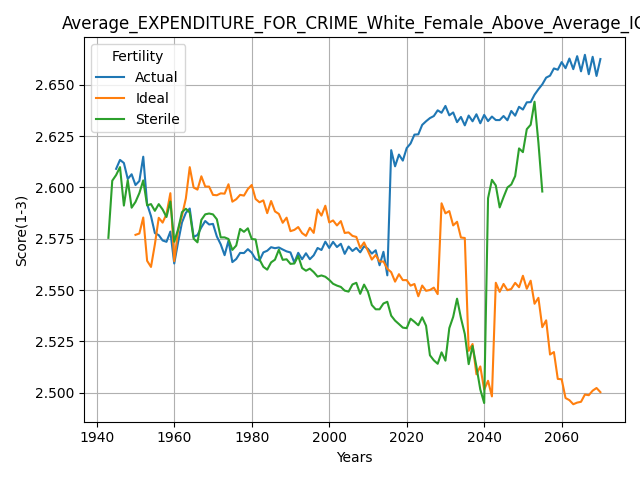 Average_EXPENDITURE_FOR_CRIME_White_Female_Above_Average_IQ
Fertility
Actual
Ideal
Sterile
Score(1-3)
2.650
2.625
2.600
2.575
2.550
2.525
2.500
1940 1960 1980 2000 2020 2040 2060
Years